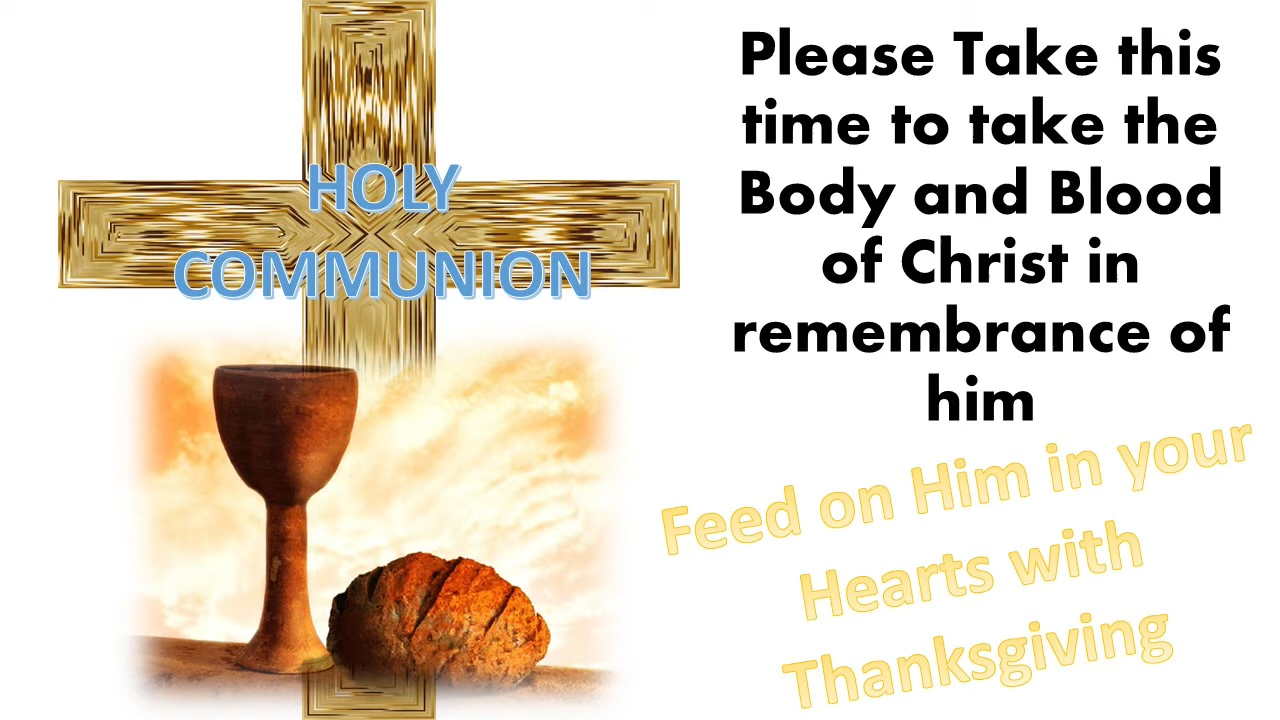 HOLY
COMMUNION
Please Take this
time to take the
Body and Blood
of Christ in
remembrance of
him
Feed on Him in your
Hearts with
Thanksgiving